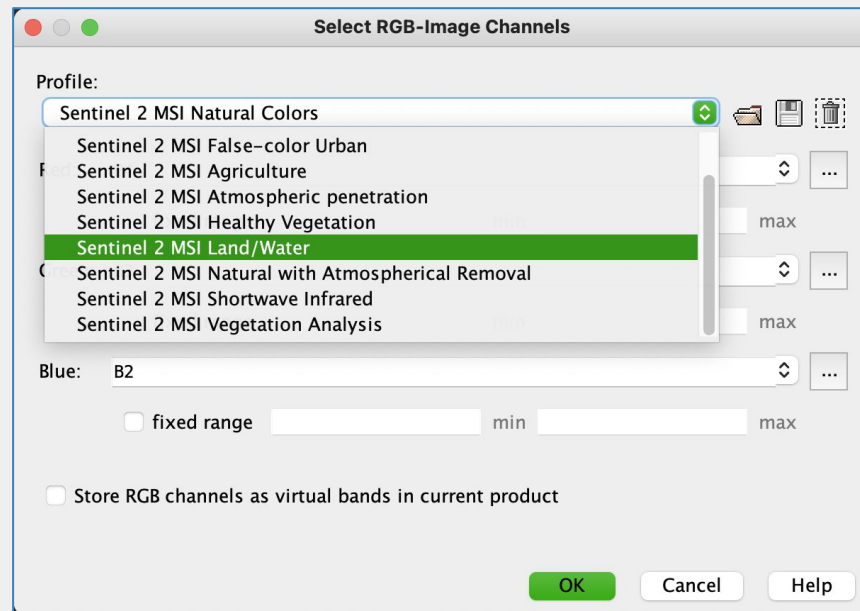 Select RGB-Image Channels
Profile:
Sentinel 2 MSI Natural Colors
Sentinel 2 MSI False-color Urban
Sentinel 2 MSI Agriculture
Sentinel 2 MSI Atmospheric penetration
Sentinel 2 MSI Healthy Vegetation
Sentinel 2 MSI Land/Water
Sentinel 2 MSI Natural with Atmospherical Removal
Sentinel 2 MSI Shortwave Infrared
Sentinel 2 MSI Vegetation Analysis
...
max
...
max
Blue: B2 ...
fixed range min max
Store RGB channels as virtual bands in current product
OK Cancel Help